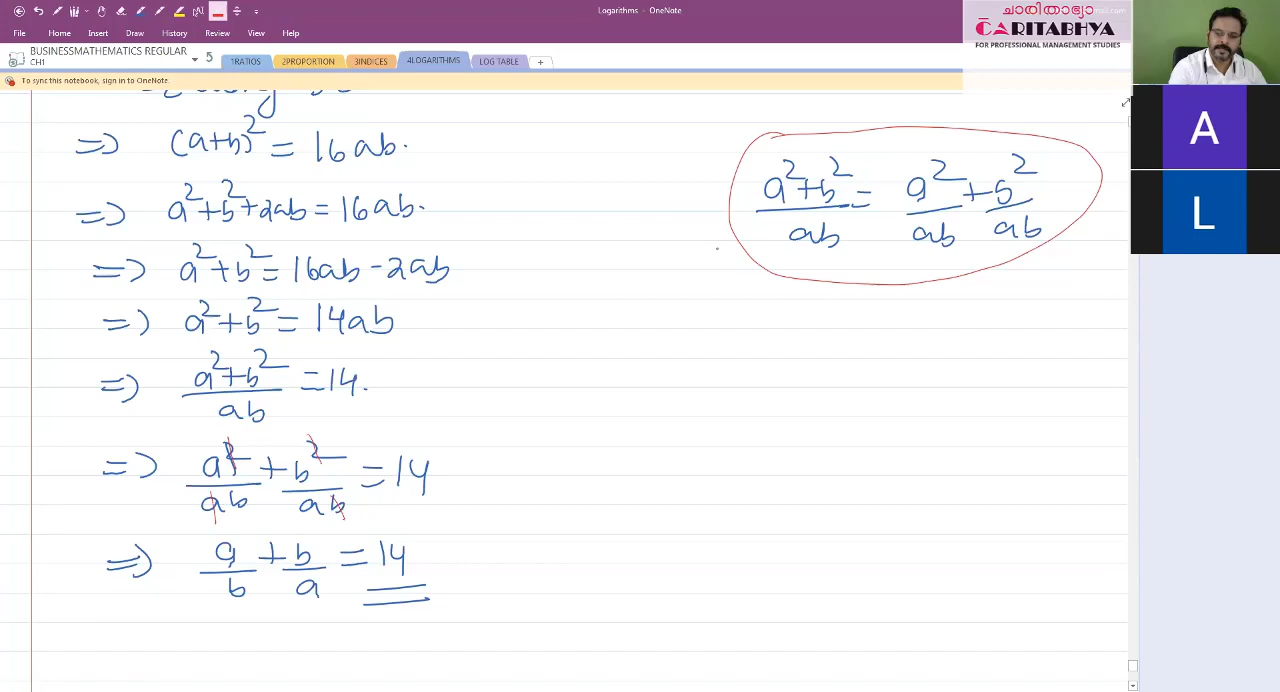 Logarithms - OneNote
ചാരിതാഭ്യാ
CARITABHYA
FOR PROFESSIONAL MANAGEMENT STUDIES
File Home Insert Draw History Review View Help
BUSINESSMATHEMATICS REGULAR
CH1
5
1RATIOS 2PROPORTION 3INDICES 4LOGARITHMS LOG TABLE +
To sync this notebook, sign in to OneNote.
=> (a+b)² = 16ab.
=> a²+b²+2ab = 16ab.
=> a²+b² = 16ab - 2ab
=> a²+b² = 14ab
=> (a²+b²)/ab = 14.
=> a²/ab + b²/ab = 14
=> a/b + b/a = 14
(a²+b²)/ab = a²/ab + b²/ab
A
L